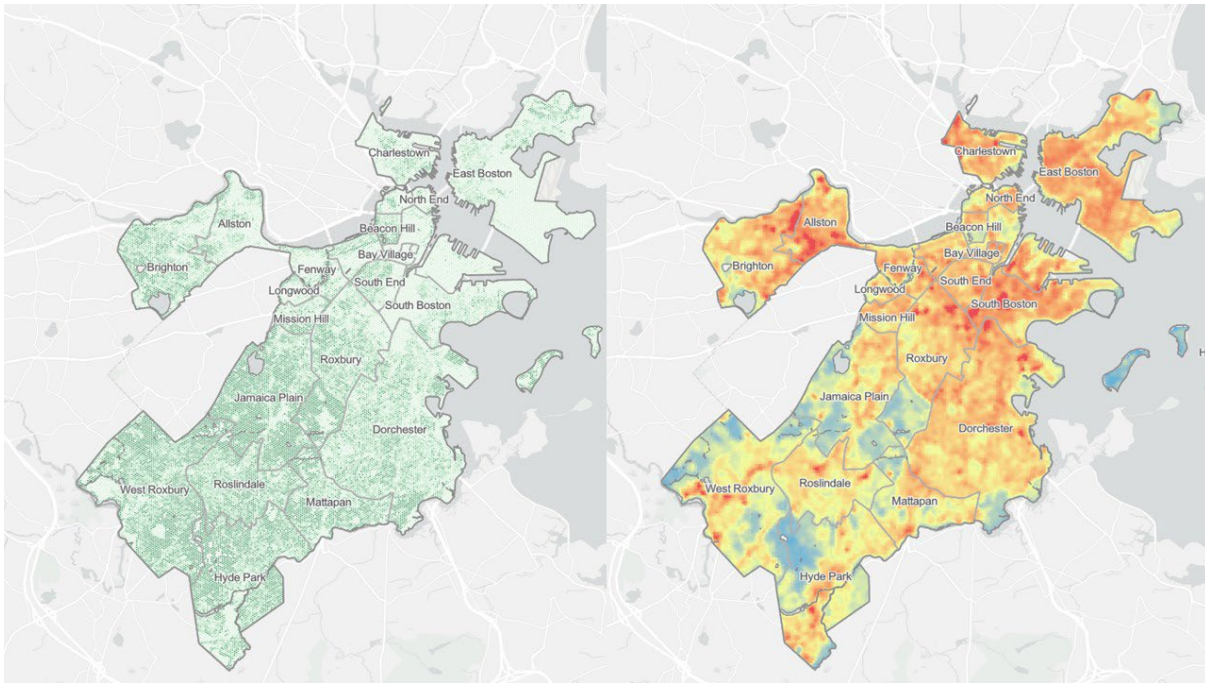 Charlestown
East Boston
North End
Allston
Beacon Hill
Bay Village
Brighton
Fenway
South End
Longwood
South Boston
Mission Hill
Roxbury
Jamaica Plain
Dorchester
West Roxbury
Roslindale
Mattapan
Hyde Park
Charlestown
East Boston
North End
Allston
Beacon Hill
Bay Village
Brighton
Fenway
South End
Longwood
South Boston
Mission Hill
Roxbury
H
Jamaica Plain
Dorchester
West Roxbury
Roslindale
Mattapan
Hyde Park